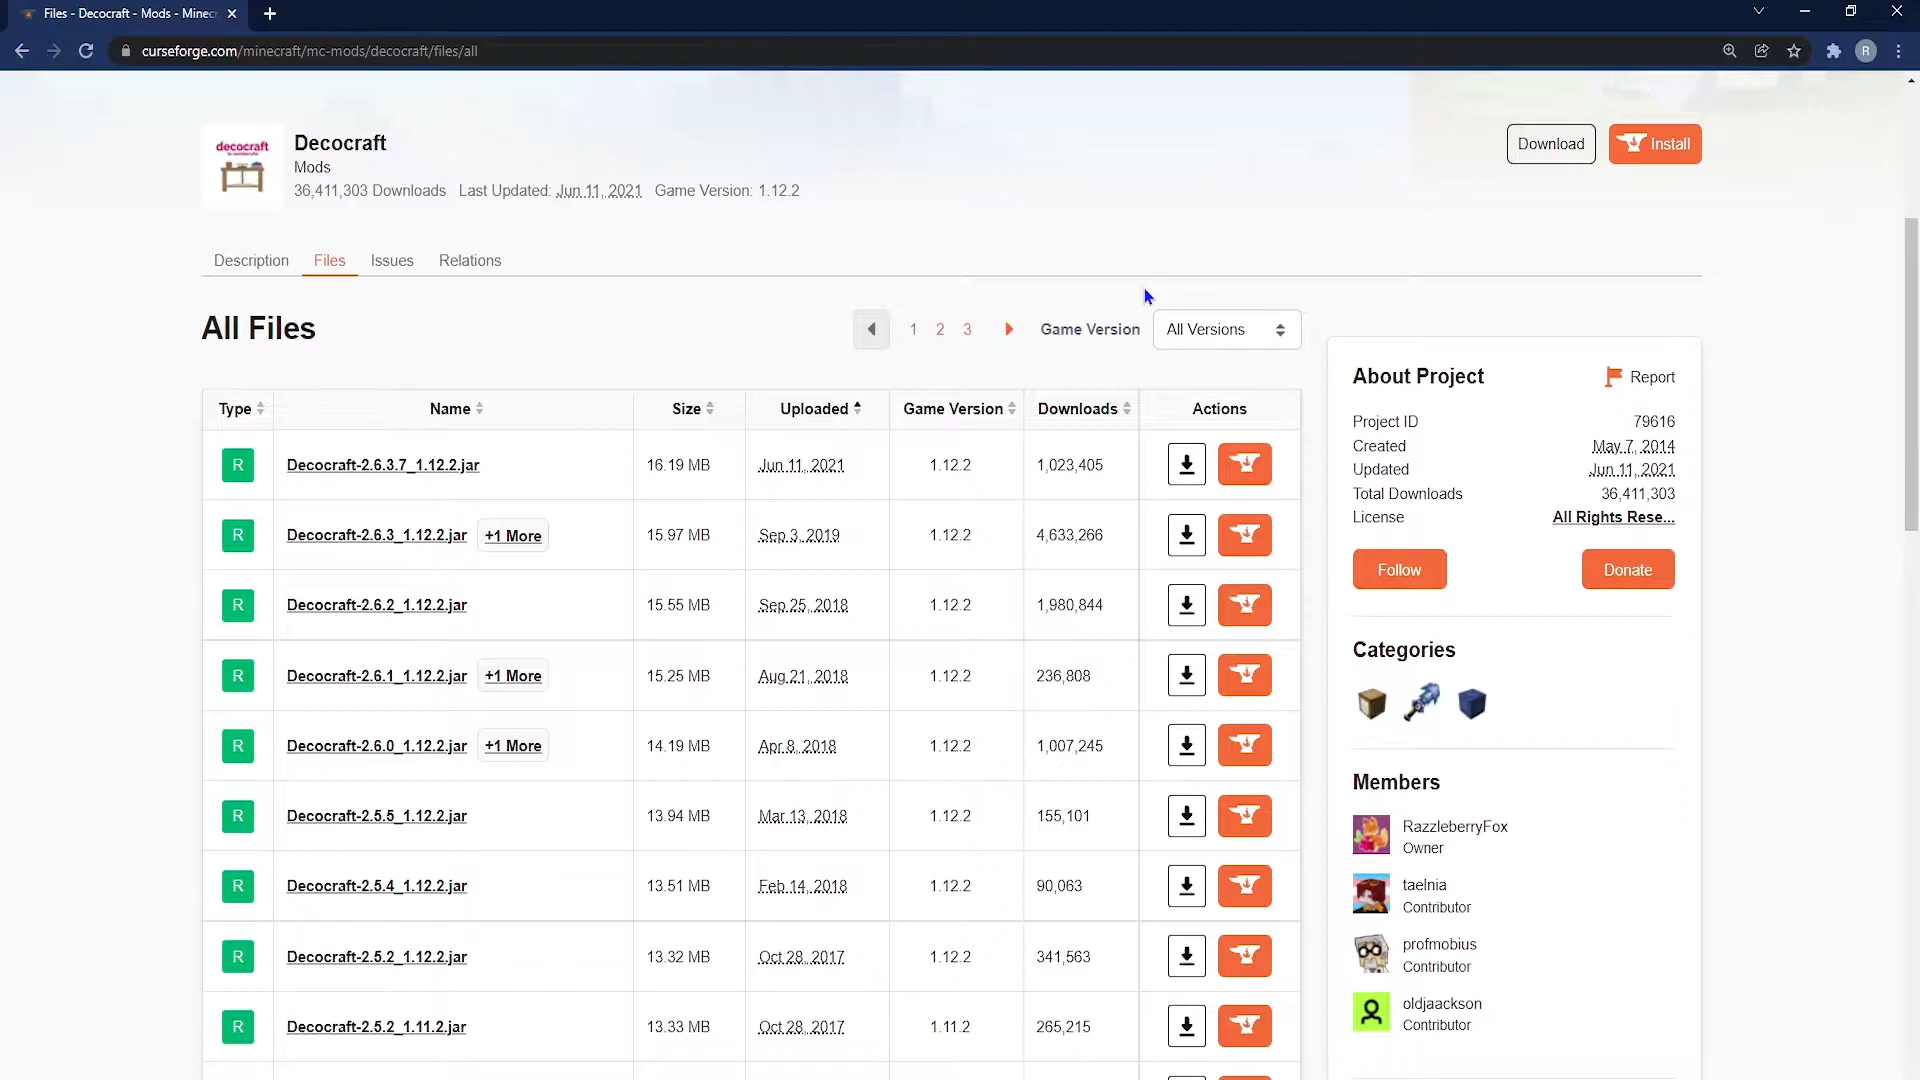 Files - Decocraft - Mods - Minec
curseforge.com/minecraft/mc-mods/decocraft/files/all
R
decocraft
Decocraft
Mods
36,411,303 Downloads Last Updated: Jun 11, 2021 Game Version: 1.12.2
Download
Install
Description Files Issues Relations
All Files
1 2 3 Game Version All Versions
Type Name Size Uploaded Game Version Downloads Actions
R Decocraft-2.6.3.7_1.12.2.jar 16.19 MB Jun 11, 2021 1.12.2 1,023,405
R Decocraft-2.6.3_1.12.2.jar +1 More 15.97 MB Sep 3, 2019 1.12.2 4,633,266
R Decocraft-2.6.2_1.12.2.jar 15.55 MB Sep 25, 2018 1.12.2 1,980,844
R Decocraft-2.6.1_1.12.2.jar +1 More 15.25 MB Aug 21, 2018 1.12.2 236,808
R Decocraft-2.6.0_1.12.2.jar +1 More 14.19 MB Apr 8, 2018 1.12.2 1,007,245
R Decocraft-2.5.5_1.12.2.jar 13.94 MB Mar 13, 2018 1.12.2 155,101
R Decocraft-2.5.4_1.12.2.jar 13.51 MB Feb 14, 2018 1.12.2 90,063
R Decocraft-2.5.2_1.12.2.jar 13.32 MB Oct 28, 2017 1.12.2 341,563
R Decocraft-2.5.2_1.11.2.jar 13.33 MB Oct 28, 2017 1.11.2 265,215
About Project Report
Project ID 79616
Created May 7, 2014
Updated Jun 11, 2021
Total Downloads 36,411,303
License All Rights Rese...
Follow Donate
Categories
Members
RazzleberryFox
Owner
taelnia
Contributor
profmobius
Contributor
oldjaackson
Contributor